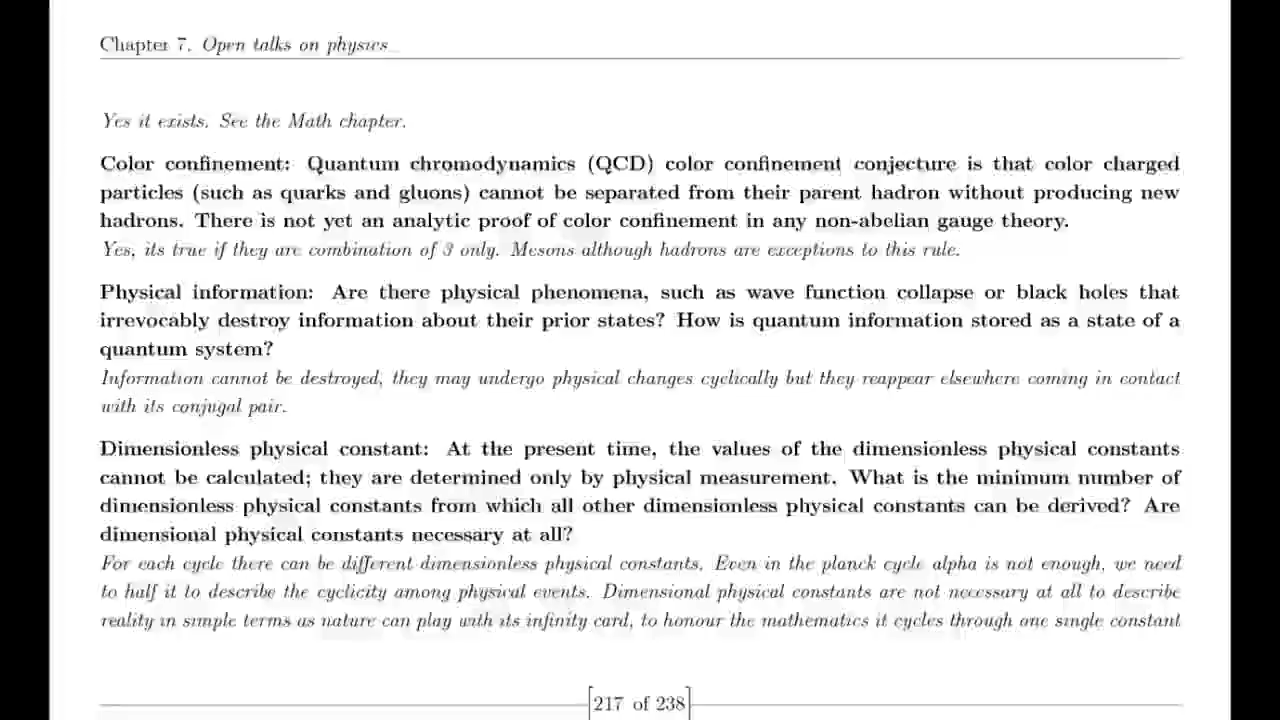 Chapter 7. Open talks on physics
Yes it exists. See the Math chapter.
Color confinement: Quantum chromodynamics (QCD) color confinement conjecture is that color charged
particles (such as quarks and gluons) cannot be separated from their parent hadron without producing new
hadrons. There is not yet an analytic proof of color confinement in any non-abelian gauge theory.
Yes, its true if they are combination of 3 only. Mesons although hadrons are exceptions to this rule.
Physical information: Are there physical phenomena, such as wave function collapse or black holes that
irrevocably destroy information about their prior states? How is quantum information stored as a state of a
quantum system?
Information cannot be destroyed, they may undergo physical changes cyclically but they reappear elsewhere coming in contact
with its conjugal pair.
Dimensionless physical constant: At the present time, the values of the dimensionless physical constants
cannot be calculated; they are determined only by physical measurement. What is the minimum number of
dimensionless physical constants from which all other dimensionless physical constants can be derived? Are
dimensional physical constants necessary at all?
For each cycle there can be different dimensionless physical constants. Even in the planck cycle alpha is not enough, we need
to half it to describe the cyclicity among physical events. Dimensional physical constants are not necessary at all to describe
reality in simple terms as nature can play with its infinity card, to honour the mathematics it cycles through one single constant
[217 of 238]